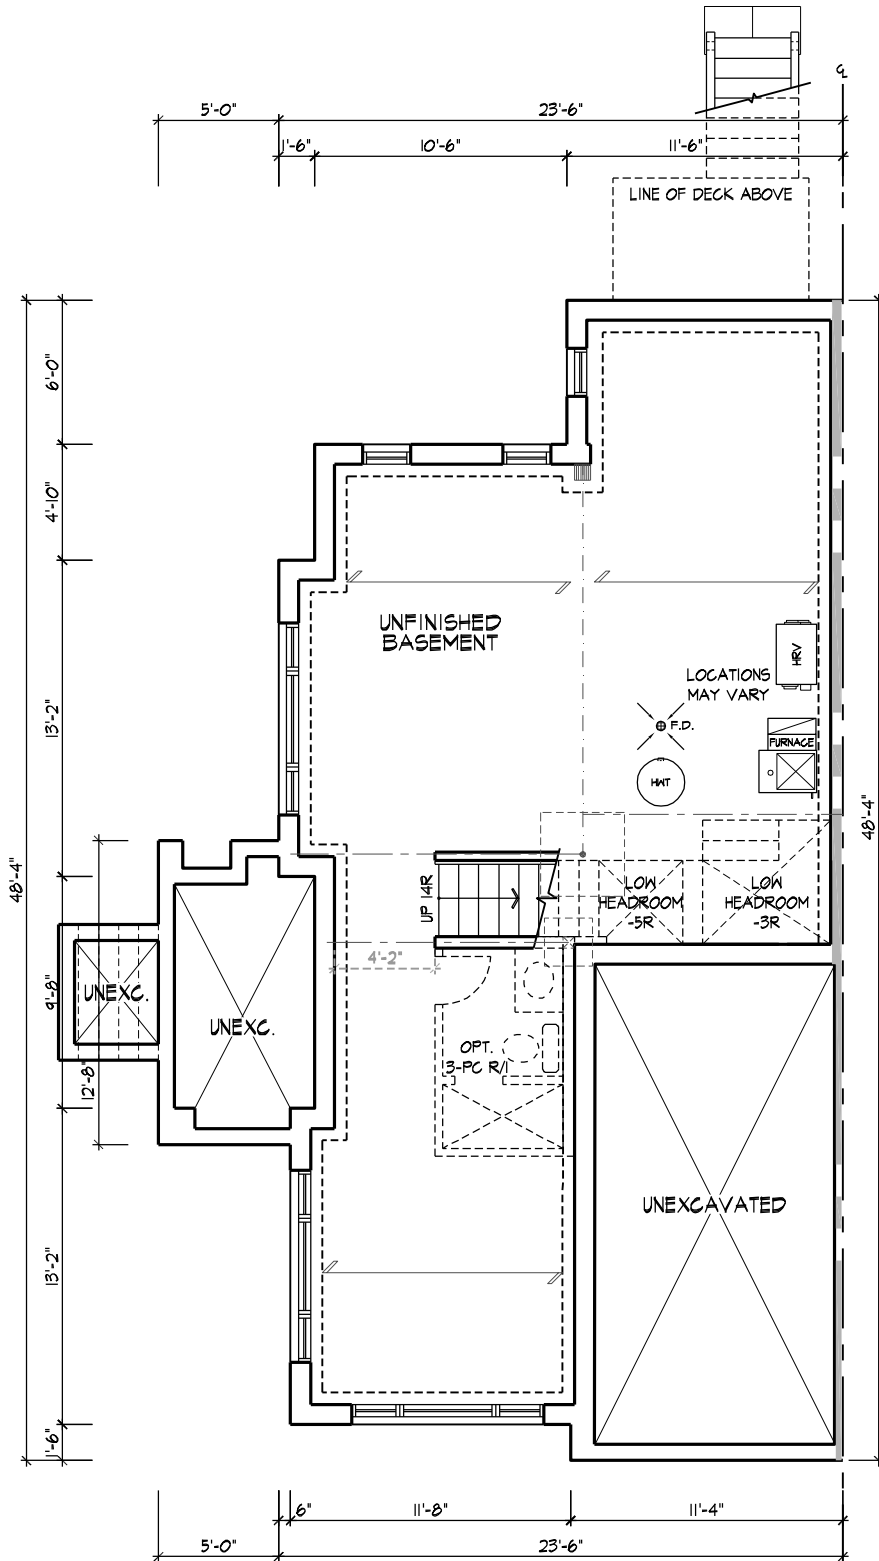 ℄
5'-0"
23'-6"
1'-6"
10'-6"
11'-6"
LINE OF DECK ABOVE
6'-0"
4'-10"
UNFINISHED
BASEMENT
HRV
LOCATIONS
MAY VARY
13'-2"
F.D.
FURNACE
HWT
48'-4"
48'-4"
UP 14R
LOW
HEADROOM
-5R
LOW
HEADROOM
-3R
4'-2"
9'-8"
UNEXC.
UNEXC.
12'-8"
OPT.
3-PC R/I
UNEXCAVATED
13'-2"
1'-6"
6"
11'-8"
11'-4"
5'-0"
23'-6"